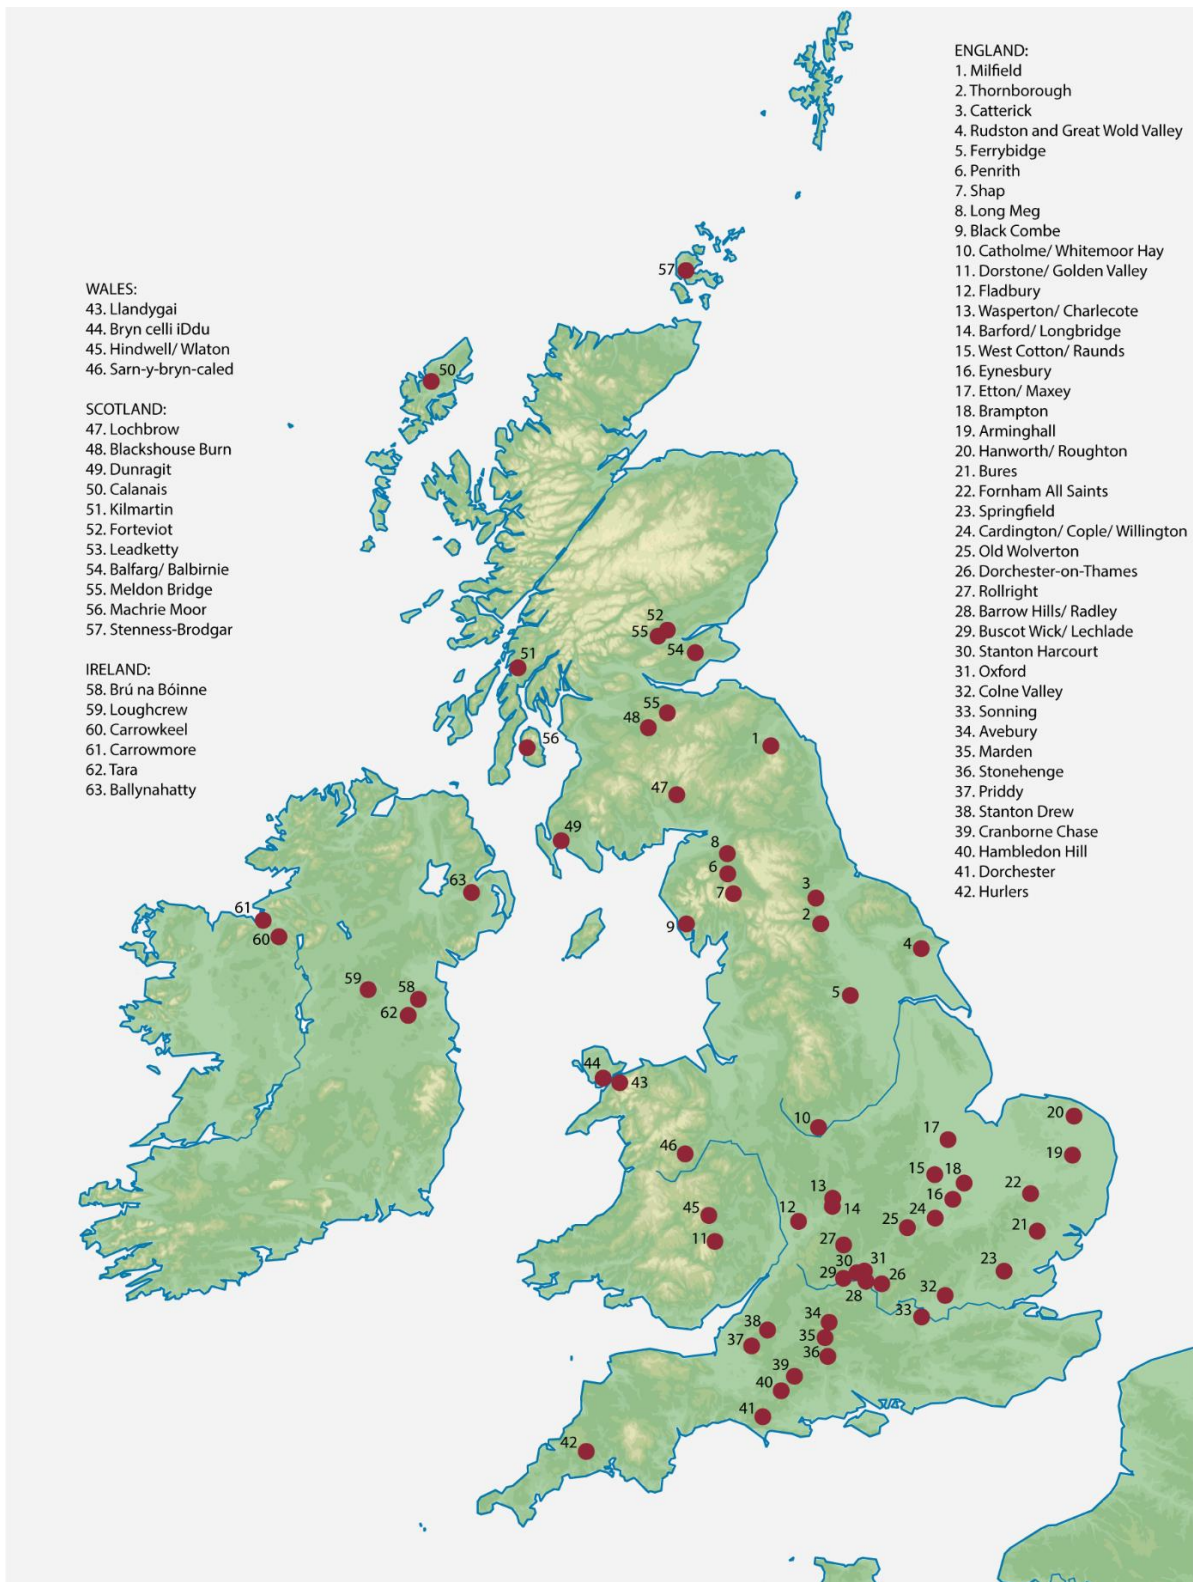 ENGLAND:
1. Milfield
2. Thornborough
3. Catterick
4. Rudston and Great Wold Valley
5. Ferrybidge
6. Penrith
7. Shap
8. Long Meg
9. Black Combe
10. Catholme/ Whitemoor Hay
11. Dorstone/ Golden Valley
12. Fladbury
13. Wasperton/ Charlecote
14. Barford/ Longbridge
15. West Cotton/ Raunds
16. Eynesbury
17. Etton/ Maxey
18. Brampton
19. Arminghall
20. Hanworth/ Roughton
21. Bures
22. Fornham All Saints
23. Springfield
24. Cardington/ Cople/ Willington
25. Old Wolverton
26. Dorchester-on-Thames
27. Rollright
28. Barrow Hills/ Radley
29. Buscot Wick/ Lechlade
30. Stanton Harcourt
31. Oxford
32. Colne Valley
33. Sonning
34. Avebury
35. Marden
36. Stonehenge
37. Priddy
38. Stanton Drew
39. Cranborne Chase
40. Hambledon Hill
41. Dorchester
42. Hurlers
WALES:
43. Llandygai
44. Bryn celli iDdu
45. Hindwell/ Wlaton
46. Sarn-y-bryn-caled
SCOTLAND:
47. Lochbrow
48. Blackshouse Burn
49. Dunragit
50. Calanais
51. Kilmartin
52. Forteviot
53. Leadketty
54. Balfarg/ Balbirnie
55. Meldon Bridge
56. Machrie Moor
57. Stenness-Brodgar
IRELAND:
58. Brú na Bóinne
59. Loughcrew
60. Carrowkeel
61. Carrowmore
62. Tara
63. Ballynahatty
57
50
52
55
54
51
55
48
56
1
47
49
8
6
7
63
3
2
61
60
9
4
59
58
62
5
44
43
10
20
17
46
19
15
18
22
13
16
14
12
24
25
45
21
11
27
30
31
29
28
26
23
32
33
38
34
37
35
36
39
40
41
42